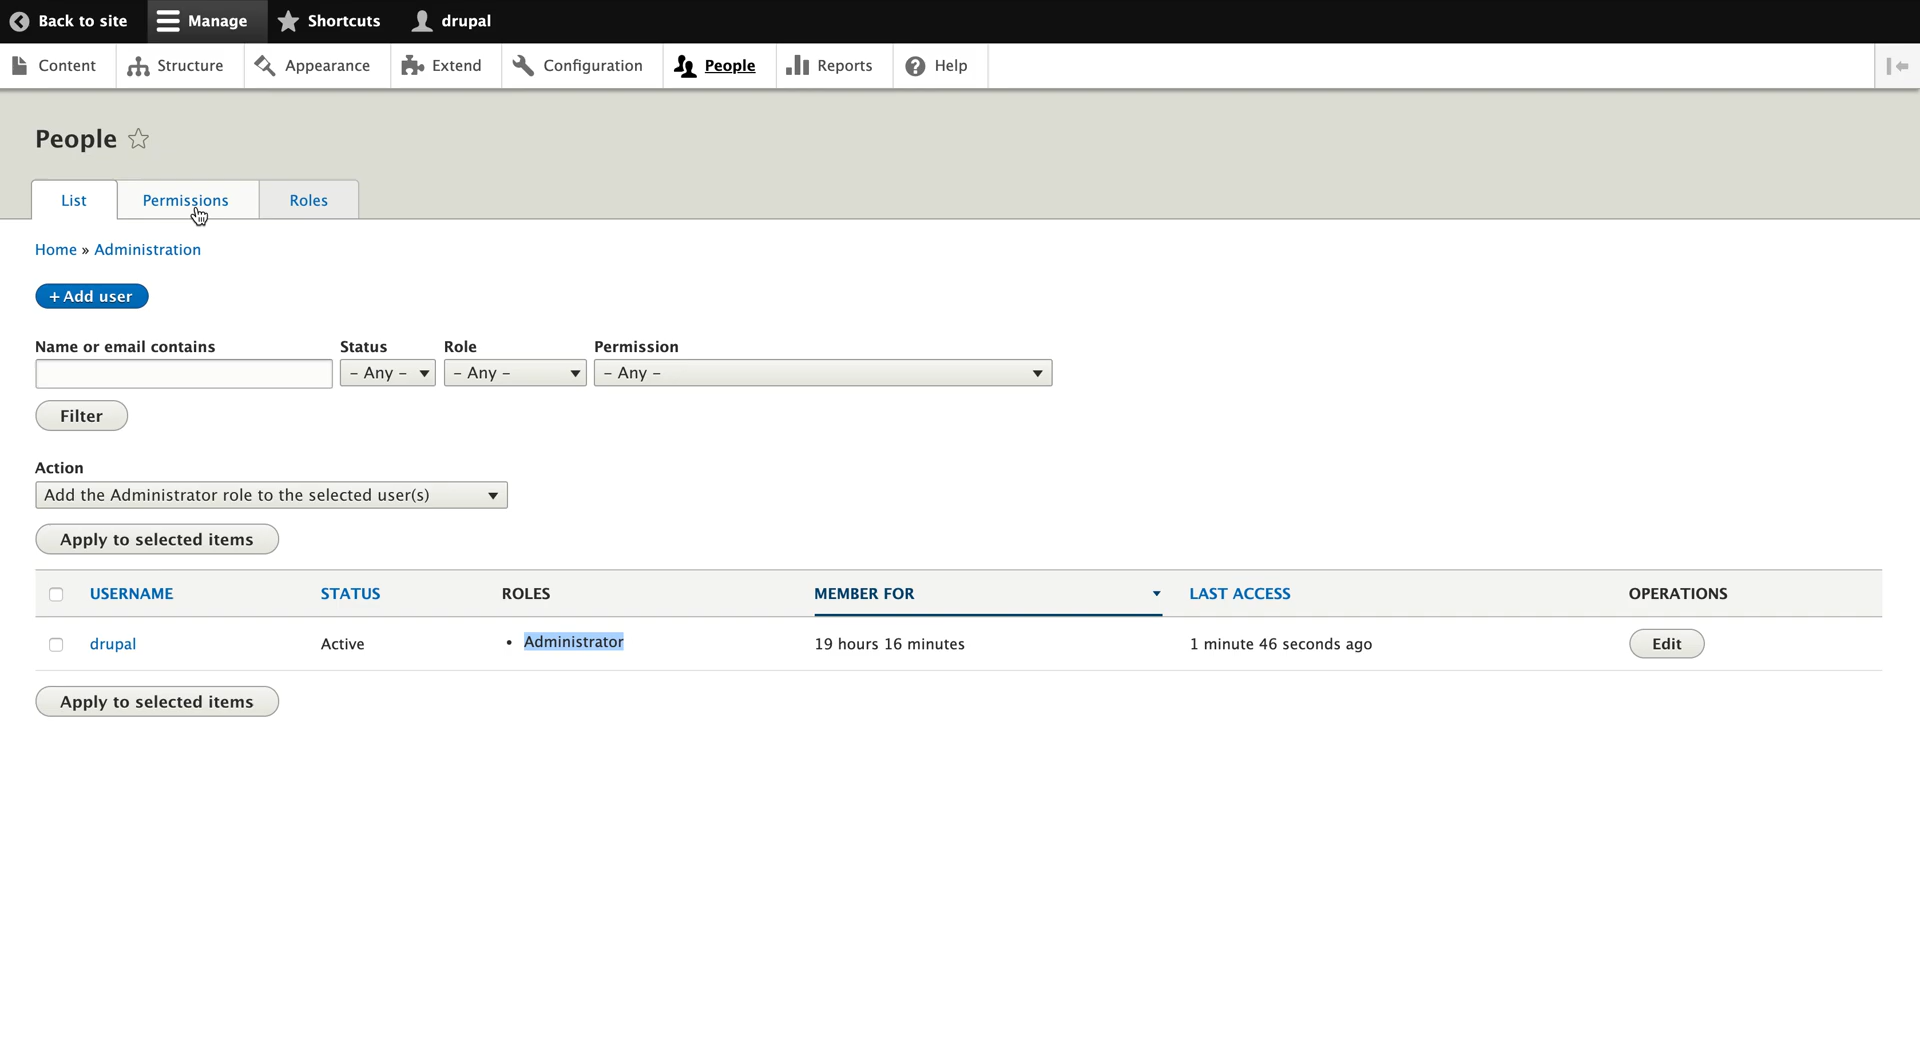 Back to site Manage Shortcuts drupal
Content Structure Appearance Extend Configuration People Reports Help
People
List Permissions Roles
Home » Administration
+ Add user
Name or email contains Status Role Permission
- Any - - Any - - Any -
Filter
Action
Add the Administrator role to the selected user(s)
Apply to selected items
USERNAME STATUS ROLES MEMBER FOR LAST ACCESS OPERATIONS
drupal Active • Administrator 19 hours 16 minutes 1 minute 46 seconds ago Edit
Apply to selected items